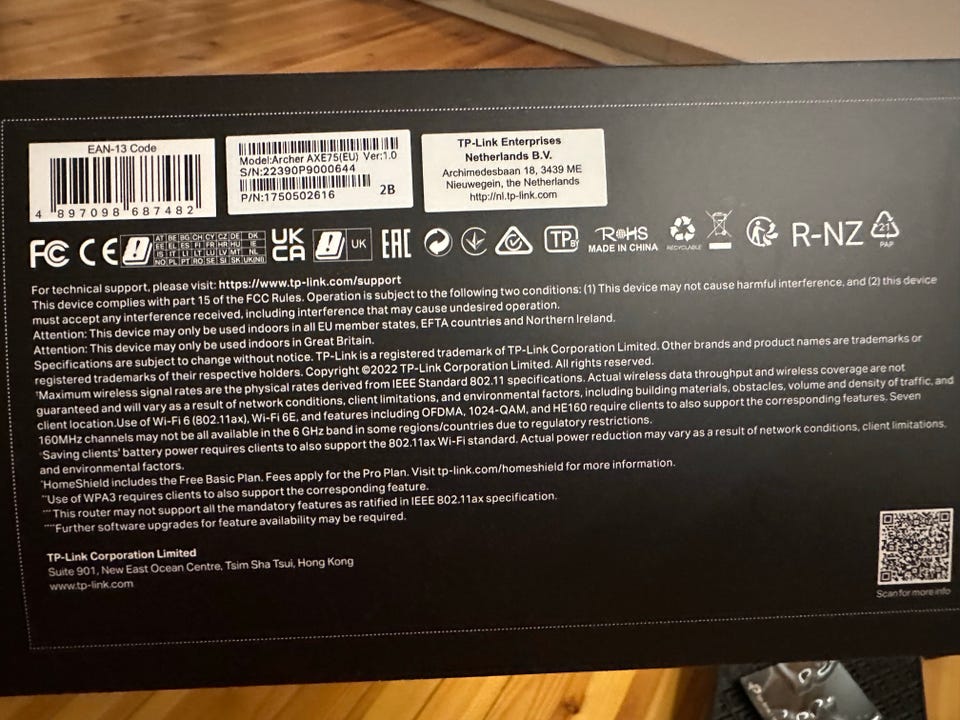 EAN-13 Code
4 897098 687482
Model:Archer AXE75(EU) Ver:1.0
S/N:22390P9000644
P/N:1750502616
2B
TP-Link Enterprises
Netherlands B.V.
Archimedesbaan 18, 3439 ME
Nieuwegein, the Netherlands
http://nl.tp-link.com
FC CE
AT BE BG CH CY CZ DE DK
EE EL ES FI FR HR HU IE
IS IT LI LT LU LV MT NL
NO PL PT RO SE SI SK UK(NI)
UK
CA
UK
EAC
TP
BY
RoHS
MADE IN CHINA
RECYCLABLE
R-NZ
21
PAP
For technical support, please visit: https://www.tp-link.com/support
This device complies with part 15 of the FCC Rules. Operation is subject to the following two conditions: (1) This device may not cause harmful interference, and (2) this device
must accept any interference received, including interference that may cause undesired operation.
Attention: This device may only be used indoors in all EU member states, EFTA countries and Northern Ireland.
Attention: This device may only be used indoors in Great Britain.
Specifications are subject to change without notice. TP-Link is a registered trademark of TP-Link Corporation Limited. Other brands and product names are trademarks or
registered trademarks of their respective holders. Copyright ©2022 TP-Link Corporation Limited. All rights reserved.
†Maximum wireless signal rates are the physical rates derived from IEEE Standard 802.11 specifications. Actual wireless data throughput and wireless coverage are not
guaranteed and will vary as a result of network conditions, client limitations, and environmental factors, including building materials, obstacles, volume and density of traffic, and
client location.Use of Wi-Fi 6 (802.11ax), Wi-Fi 6E, and features including OFDMA, 1024-QAM, and HE160 require clients to also support the corresponding features. Seven
160MHz channels may not be all available in the 6 GHz band in some regions/countries due to regulatory restrictions.
Saving clients' battery power requires clients to also support the 802.11ax Wi-Fi standard. Actual power reduction may vary as a result of network conditions, client limitations,
and environmental factors.
*HomeShield includes the Free Basic Plan. Fees apply for the Pro Plan. Visit tp-link.com/homeshield for more information.
**Use of WPA3 requires clients to also support the corresponding feature.
***This router may not support all the mandatory features as ratified in IEEE 802.11ax specification.
****Further software upgrades for feature availability may be required.
TP-Link Corporation Limited
Suite 901, New East Ocean Centre, Tsim Sha Tsui, Hong Kong
www.tp-link.com
Scan for more info